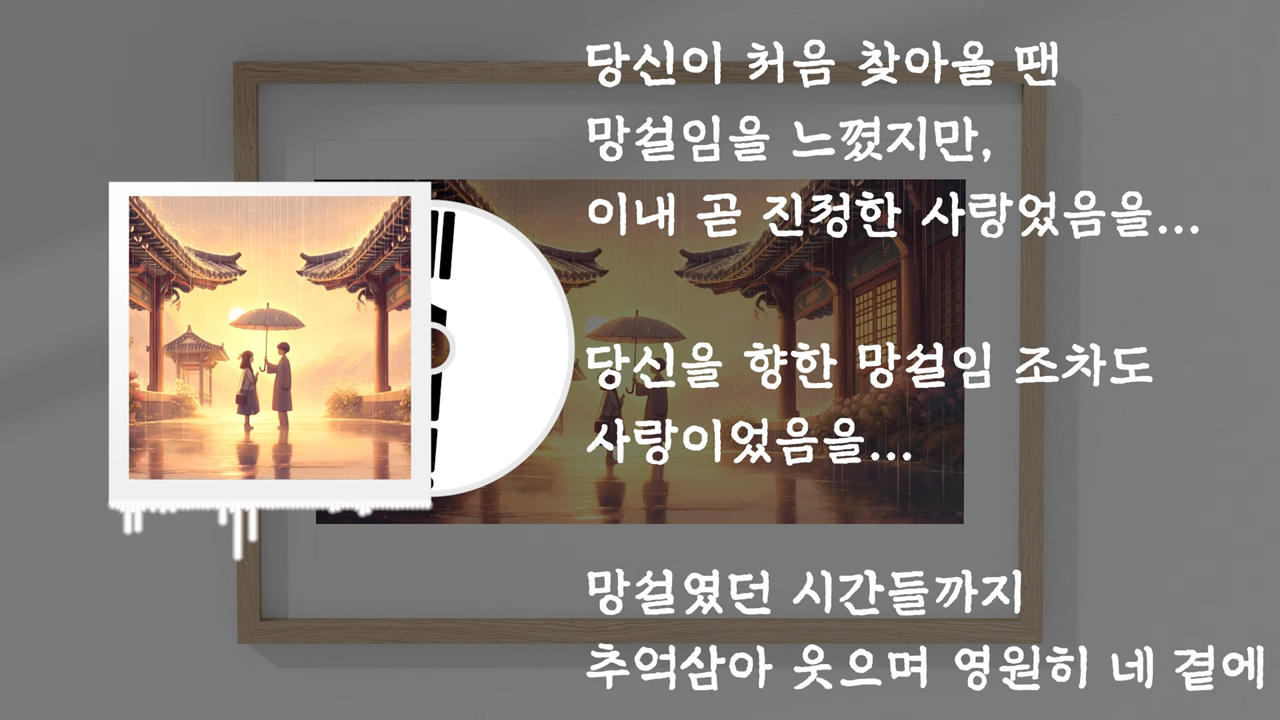 당신이 처음 찾아올 땐
망설임을 느꼈지만,
이내 곧 진정한 사랑었음을...
당신을 향한 망설임 조차도
사랑이었음을...
망설였던 시간들까지
추억삼아 웃으며 영원히 네 곁에